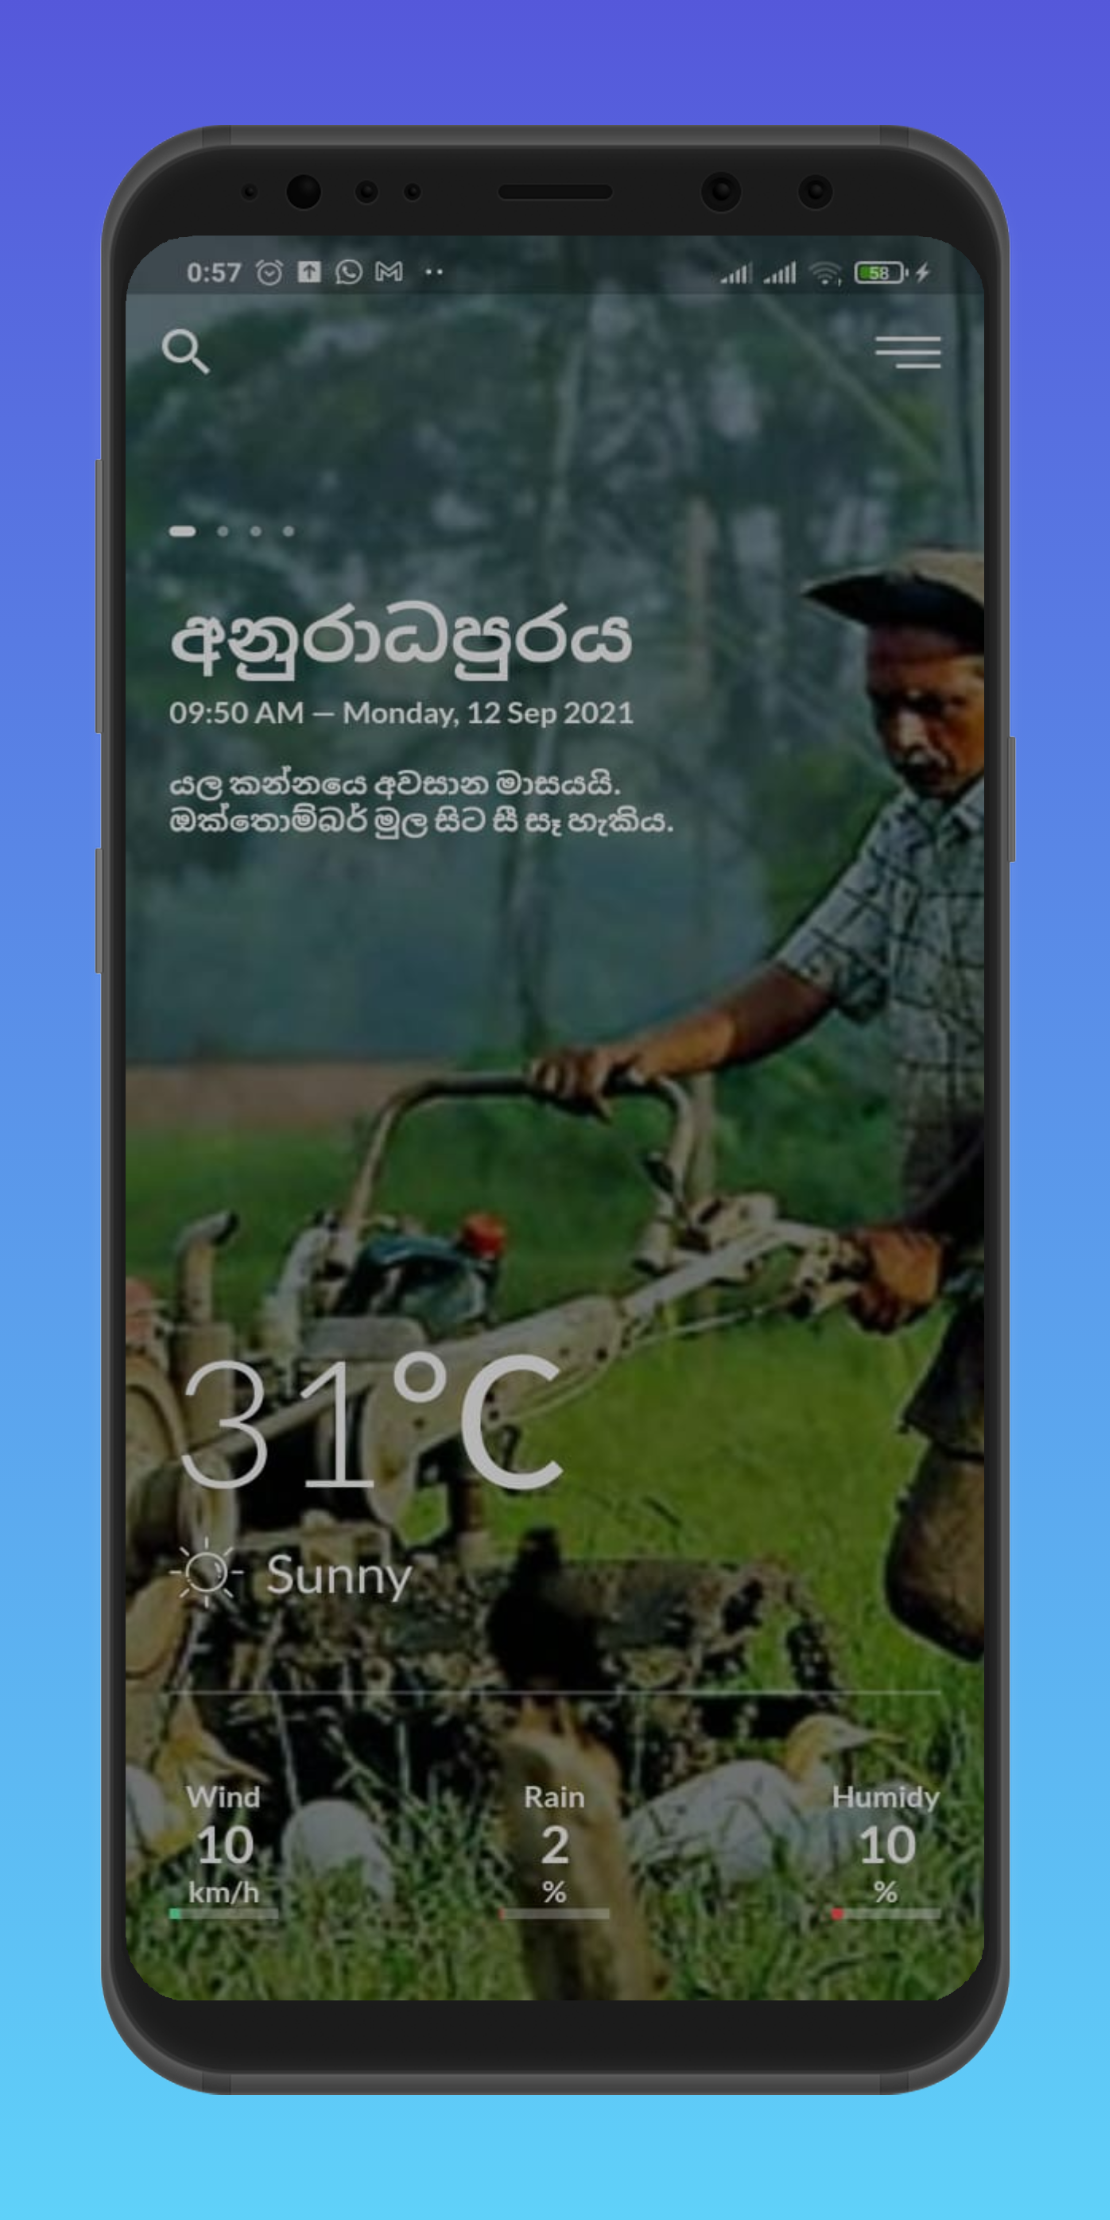 0:57
58
අනුරාධපුරය
09:50 AM — Monday, 12 Sep 2021
යල කන්නයෙ අවසාන මාසයයි.
ඔක්තොම්බර් මුල සිට සී සෑ හැකිය.
31°C
Sunny
Wind Rain Humidy
10 2 10
km/h % %